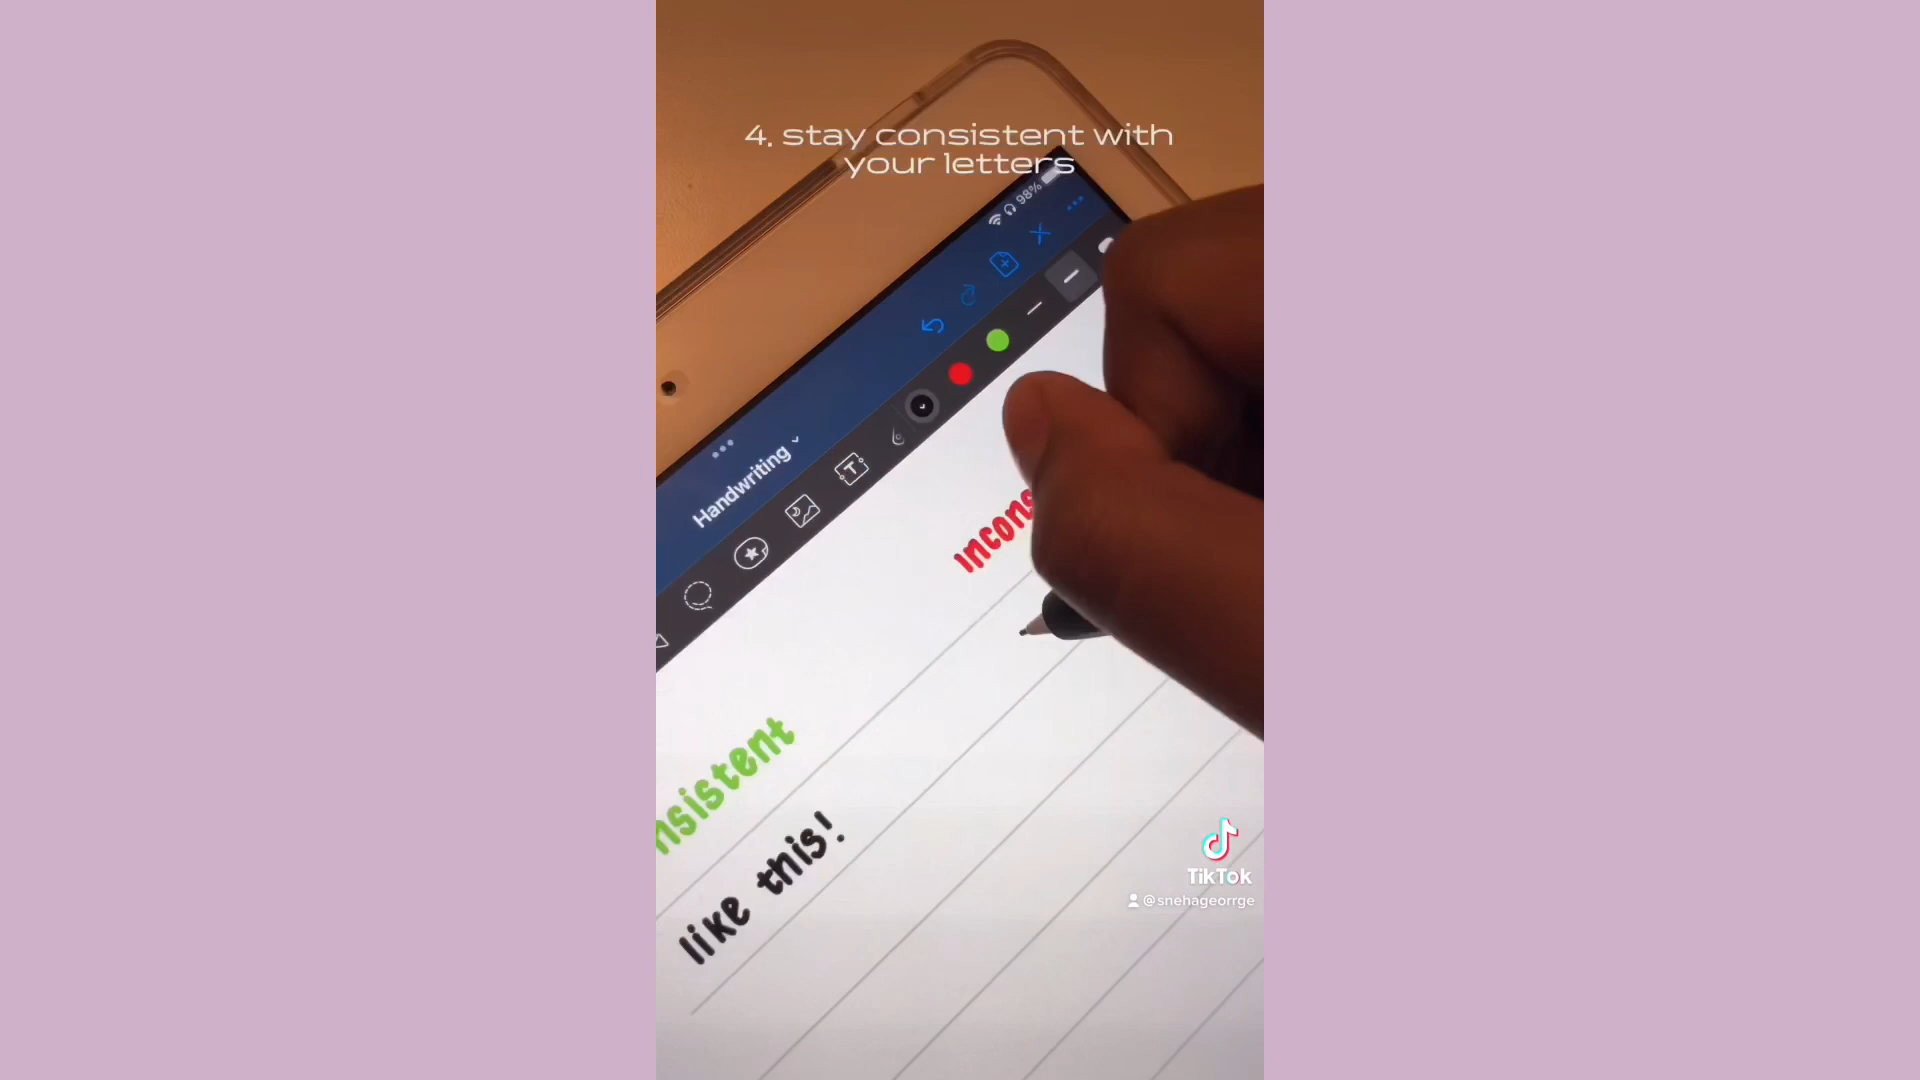 4. stay consistent with
your letters
98%
Handwriting
incons
nsistent
like this!
TikTok
@snehageorrge